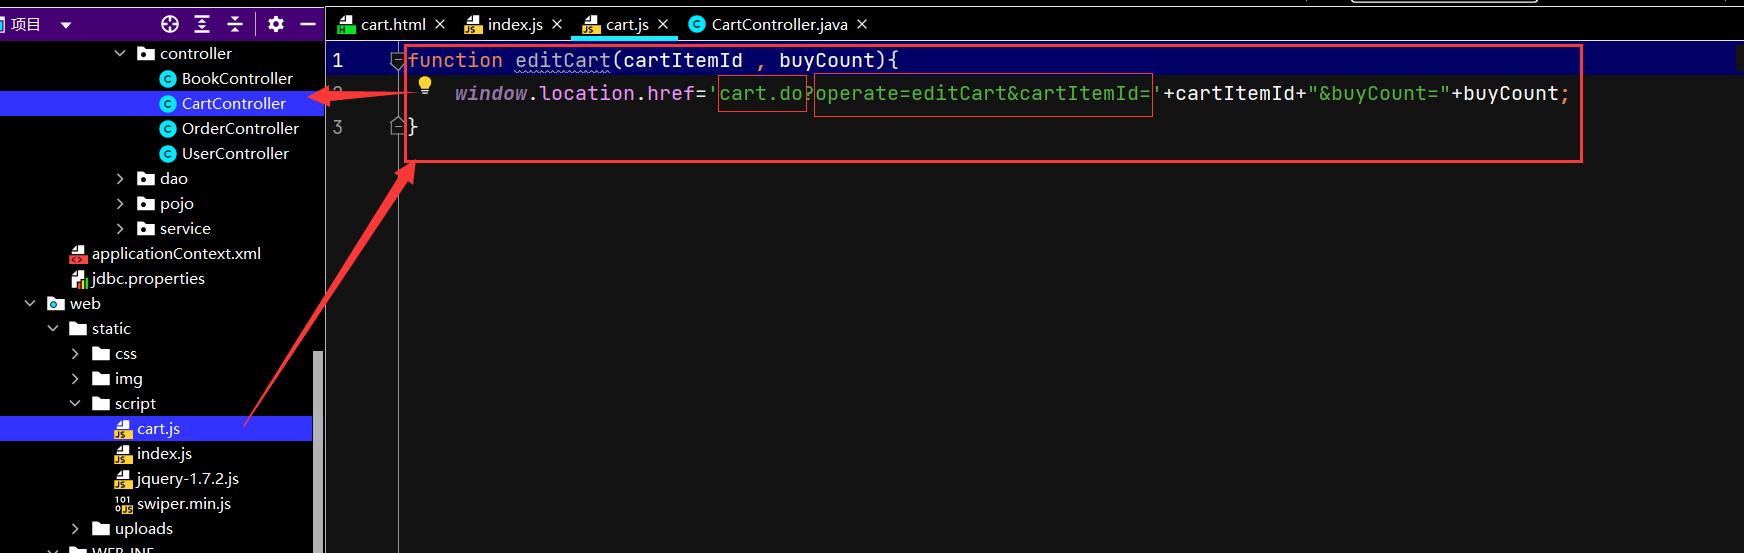 项目
cart.html
index.js
cart.js
CartController.java
controller
BookController
CartController
OrderController
UserController
dao
pojo
service
applicationContext.xml
jdbc.properties
web
static
css
img
script
cart.js
index.js
jquery-1.7.2.js
swiper.min.js
uploads
1 function editCart(cartItemId , buyCount){
window.location.href='cart.do?operate=editCart&cartItemId='+cartItemId+"&buyCount="+buyCount;
3 }